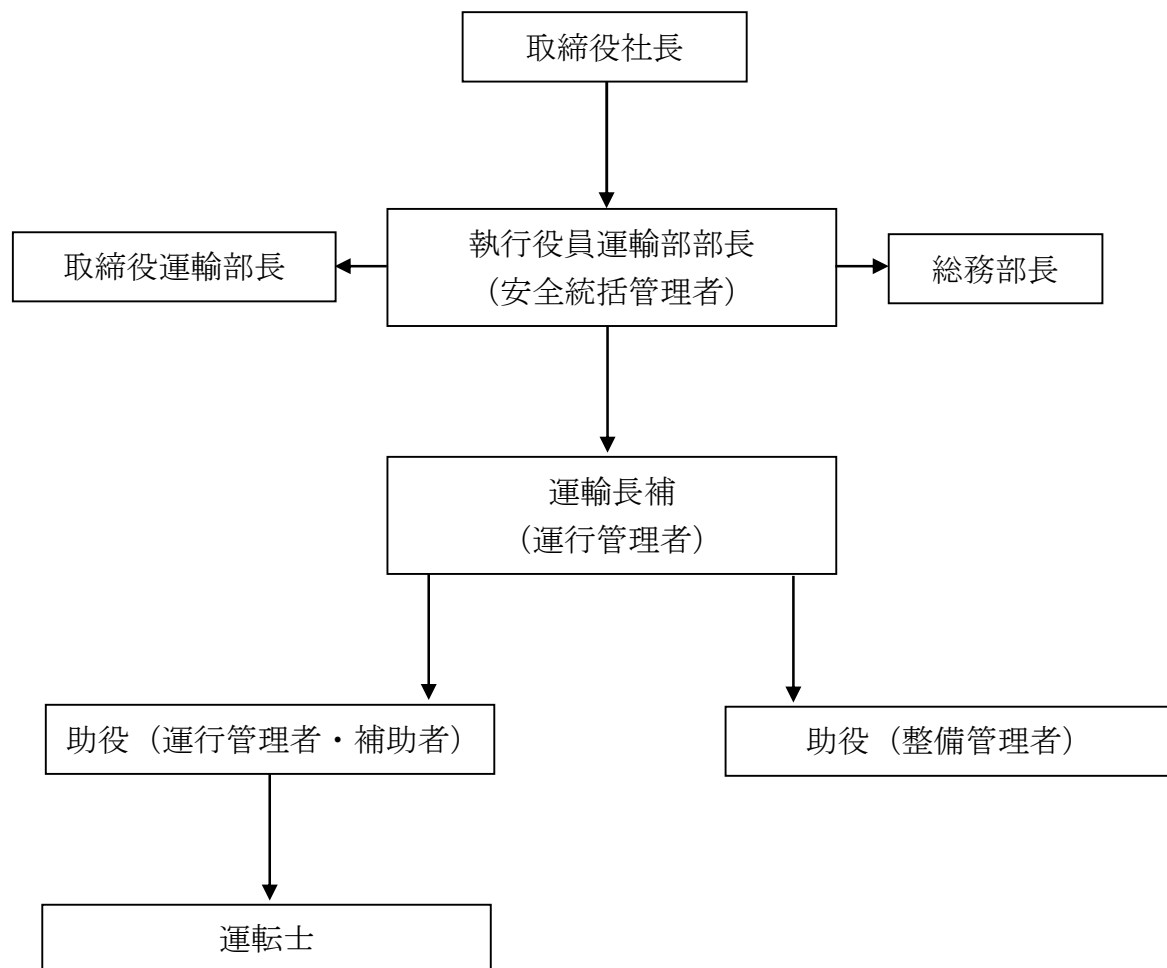 取締役社長
執行役員運輸部部長
(安全統括管理者)
取締役運輸部長
総務部長
運輸長補
(運行管理者)
助役(運行管理者・補助者)
助役(整備管理者)
運転士